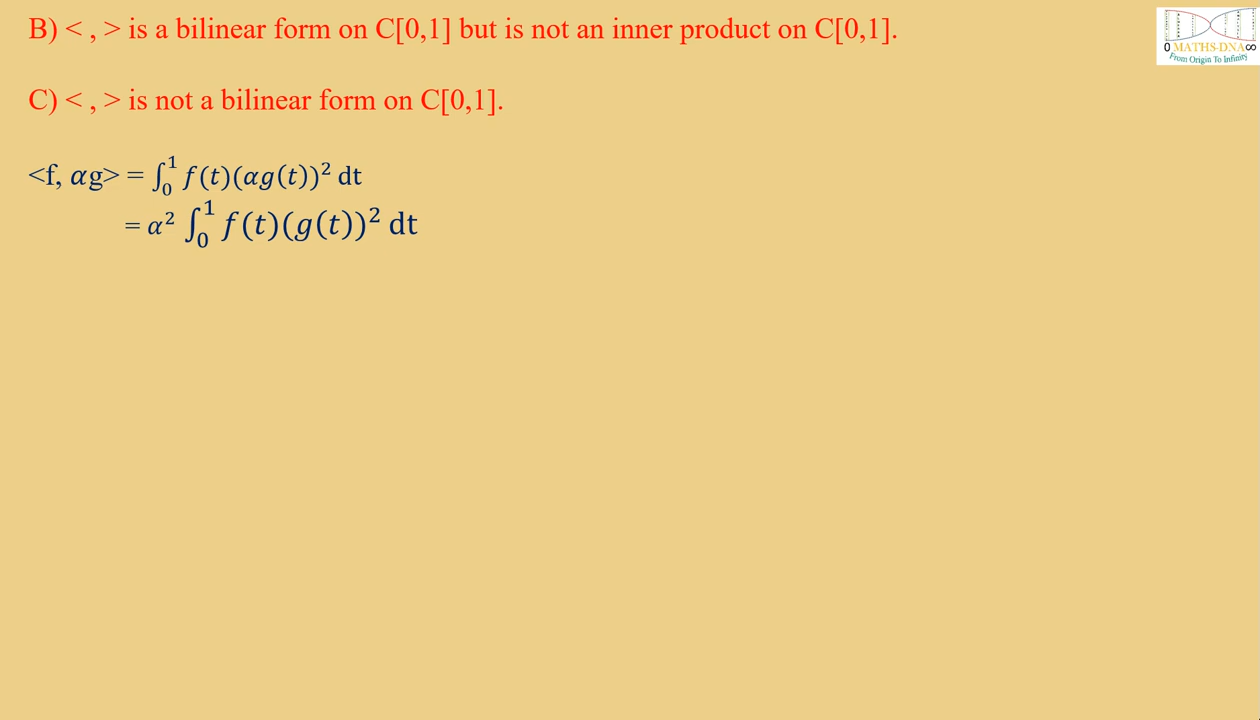 B) < , > is a bilinear form on C[0,1] but is not an inner product on C[0,1].
0 MATHS-DNA ∞
From Origin To Infinity
C) < , > is not a bilinear form on C[0,1].
<f, αg> = ∫₀¹ f(t)(αg(t))² dt
= α² ∫₀¹ f(t)(g(t))² dt